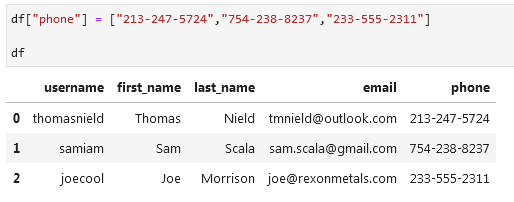 df["phone"] = ["213-247-5724","754-238-8237","233-555-2311"]
df
username first_name last_name email phone
0 thomasnield Thomas Nield tmnield@outlook.com 213-247-5724
1 samiam Sam Scala sam.scala@gmail.com 754-238-8237
2 joecool Joe Morrison joe@rexonmetals.com 233-555-2311